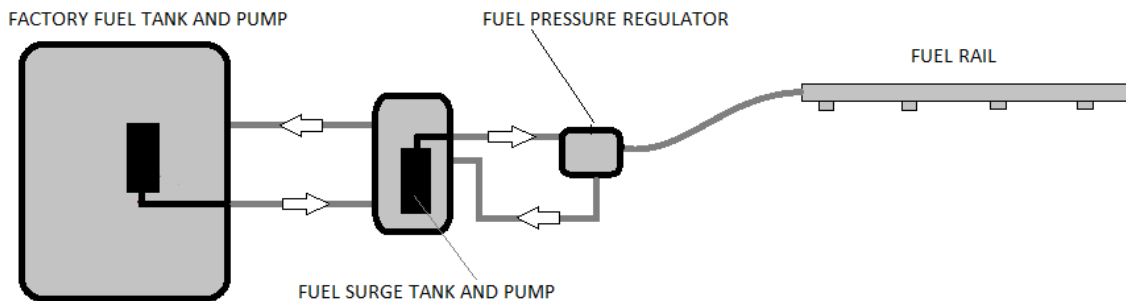 FACTORY FUEL TANK AND PUMP
FUEL PRESSURE REGULATOR
FUEL RAIL
FUEL SURGE TANK AND PUMP